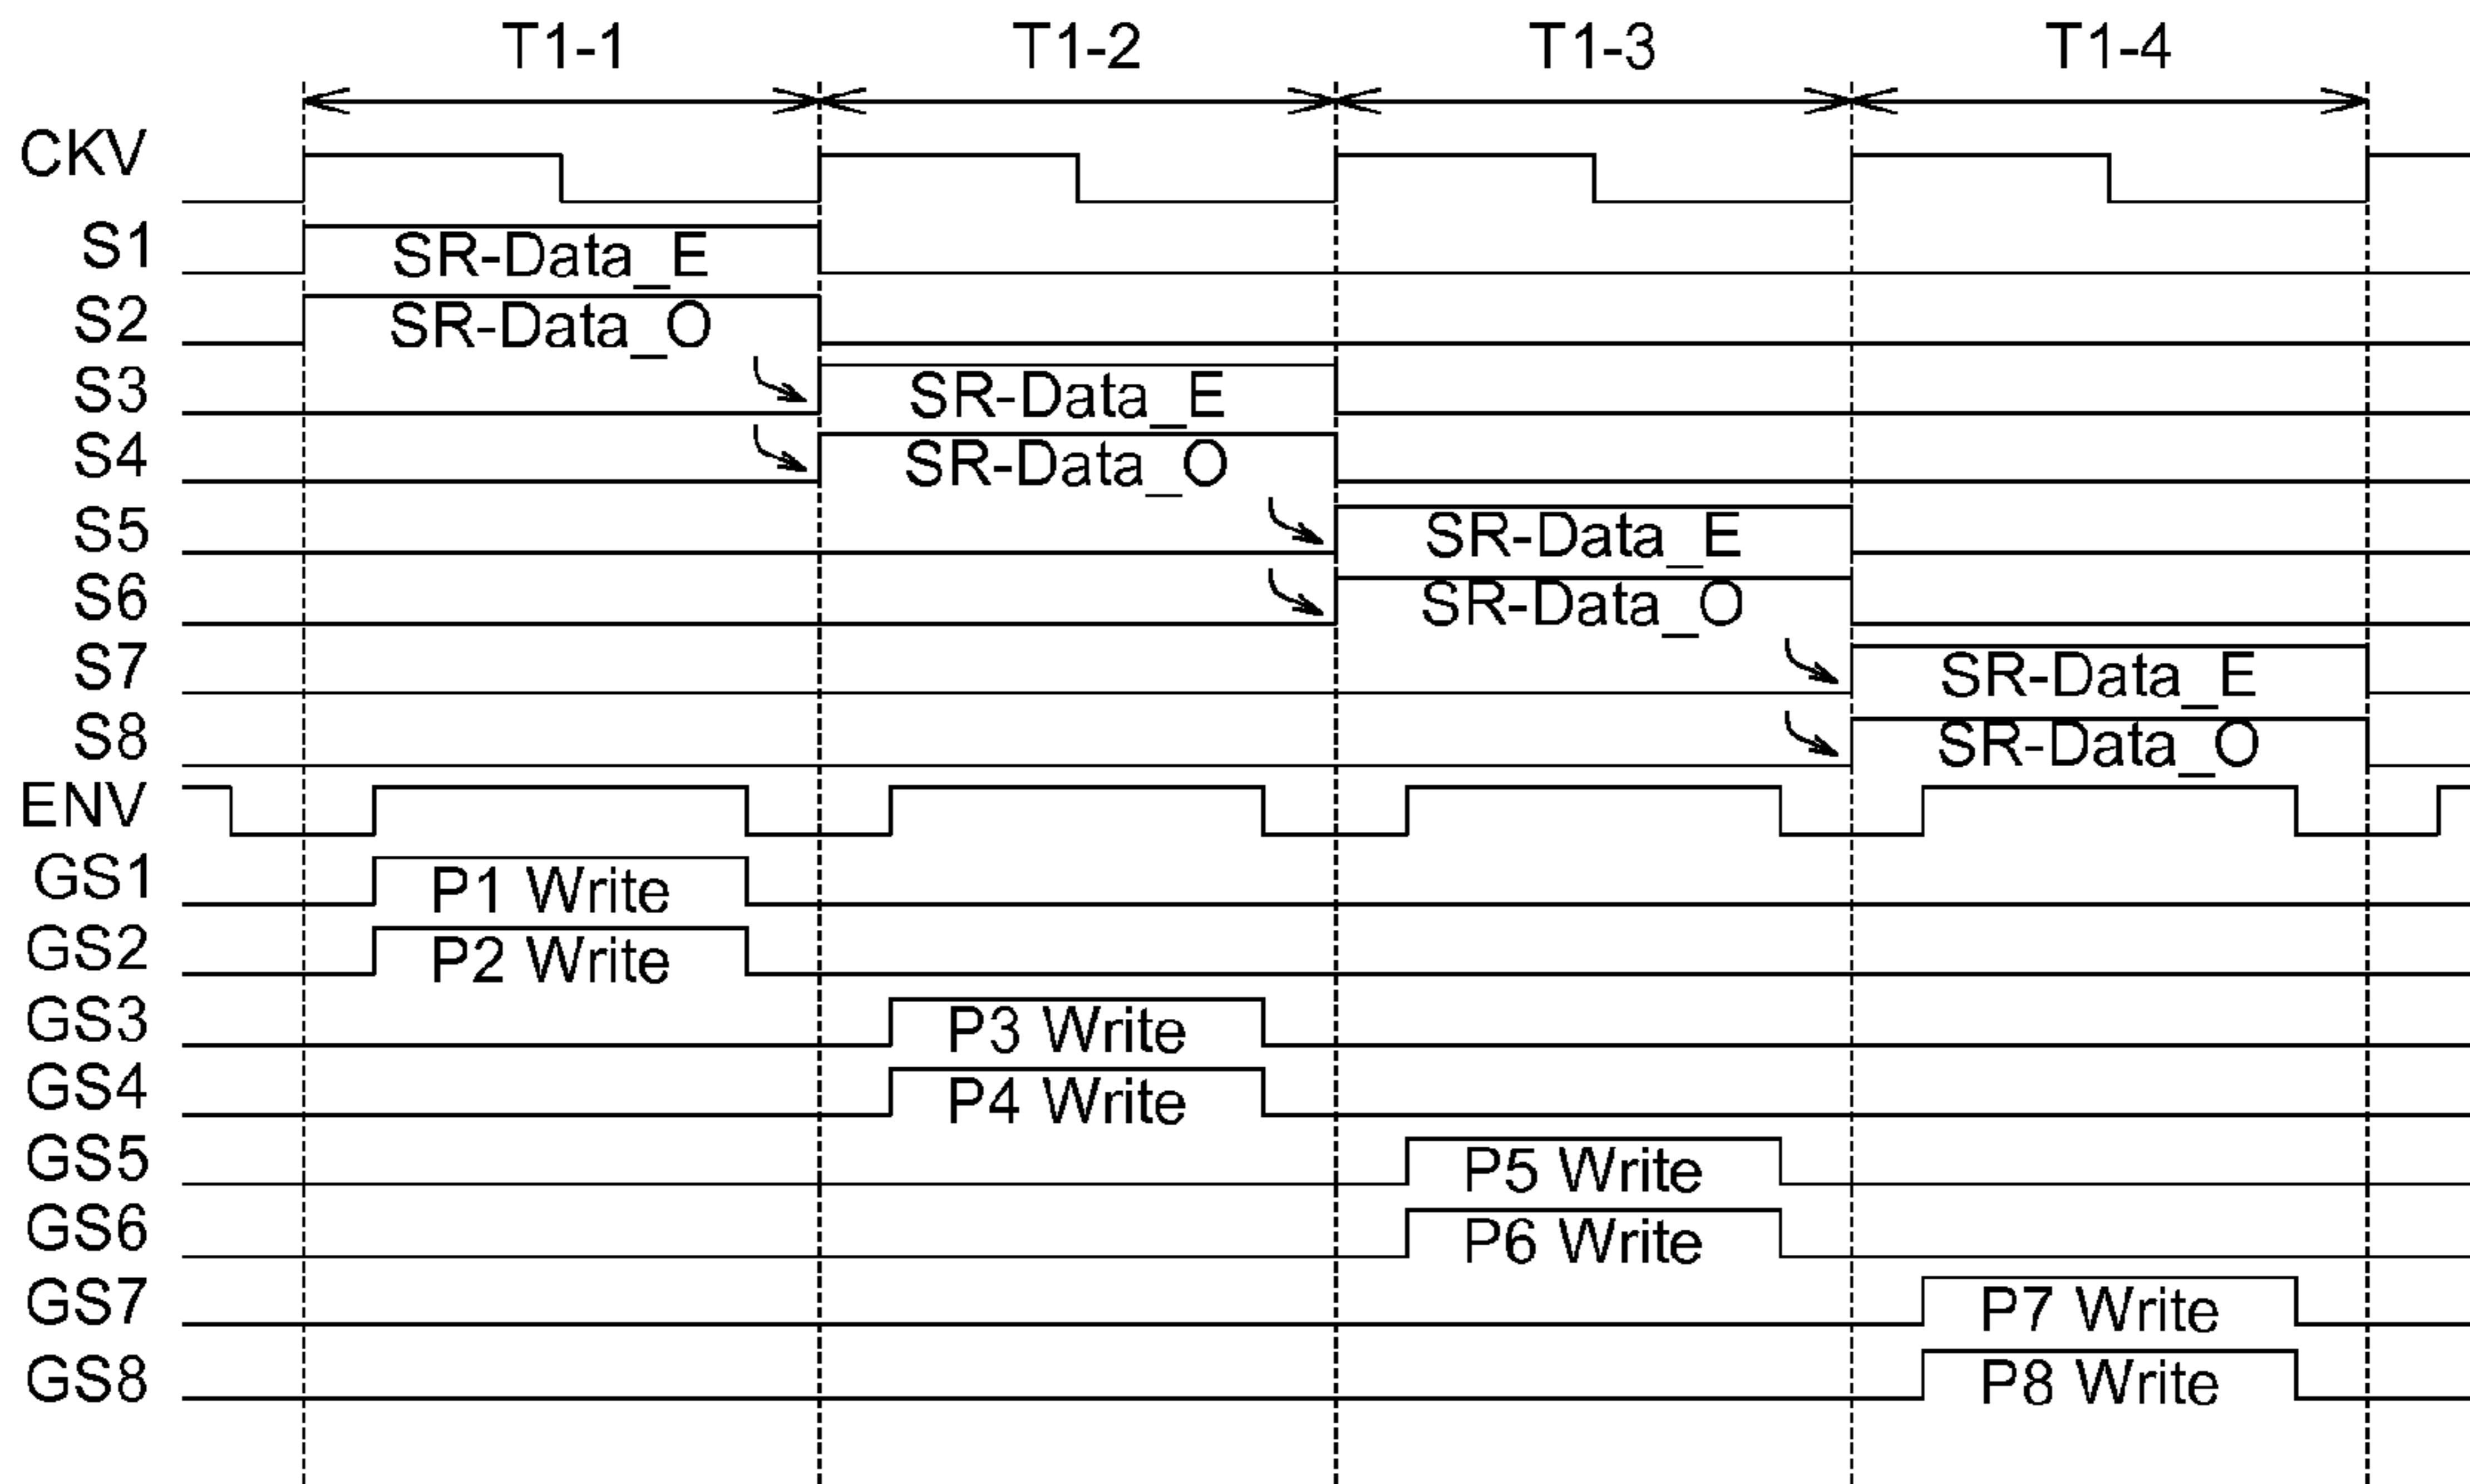 T1-1 T1-2 T1-3 T1-4
CKV
S1 SR-Data_E
S2 SR-Data_O
S3 SR-Data_E
S4 SR-Data_O
S5 SR-Data_E
S6 SR-Data_O
S7 SR-Data_E
S8 SR-Data_O
ENV
GS1 P1 Write
GS2 P2 Write
GS3 P3 Write
GS4 P4 Write
GS5 P5 Write
GS6 P6 Write
GS7 P7 Write
GS8 P8 Write